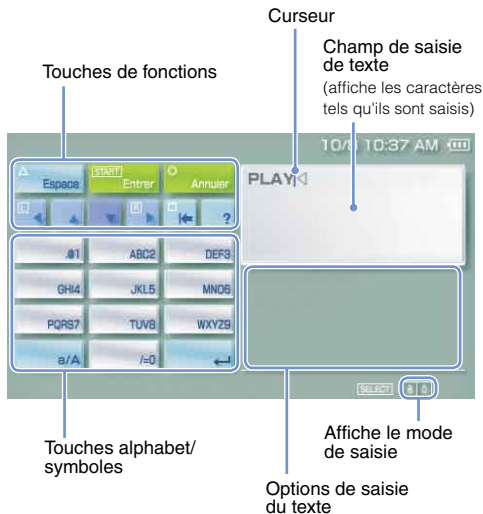 Curseur
Champ de saisie
de texte
(affiche les caractères
tels qu'ils sont saisis)
Touches de fonctions
10/8 10:37 AM
Espace
START Entrer
Annuler
L
R
?
PLAY
.@1
ABC2
DEF3
GHI4
JKL5
MNO6
PQRS7
TUV8
WXYZ9
a/A
/=0
SELECT
Touches alphabet/
symboles
Affiche le mode
de saisie
Options de saisie
du texte